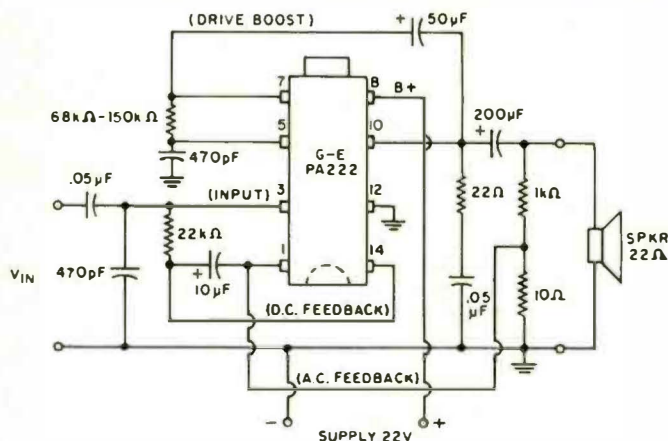 (DRIVE BOOST)
+
50µF
7
8
B+
68kΩ-150kΩ
5
10
200µF
+
470pF
G-E
PA222
.05µF
(INPUT)
3
12
22Ω
1kΩ
22kΩ
SPKR
22Ω
VIN
470pF
+
10µF
1
14
.05
µF
10Ω
(D.C. FEEDBACK)
(A.C. FEEDBACK)
-
+
SUPPLY 22V